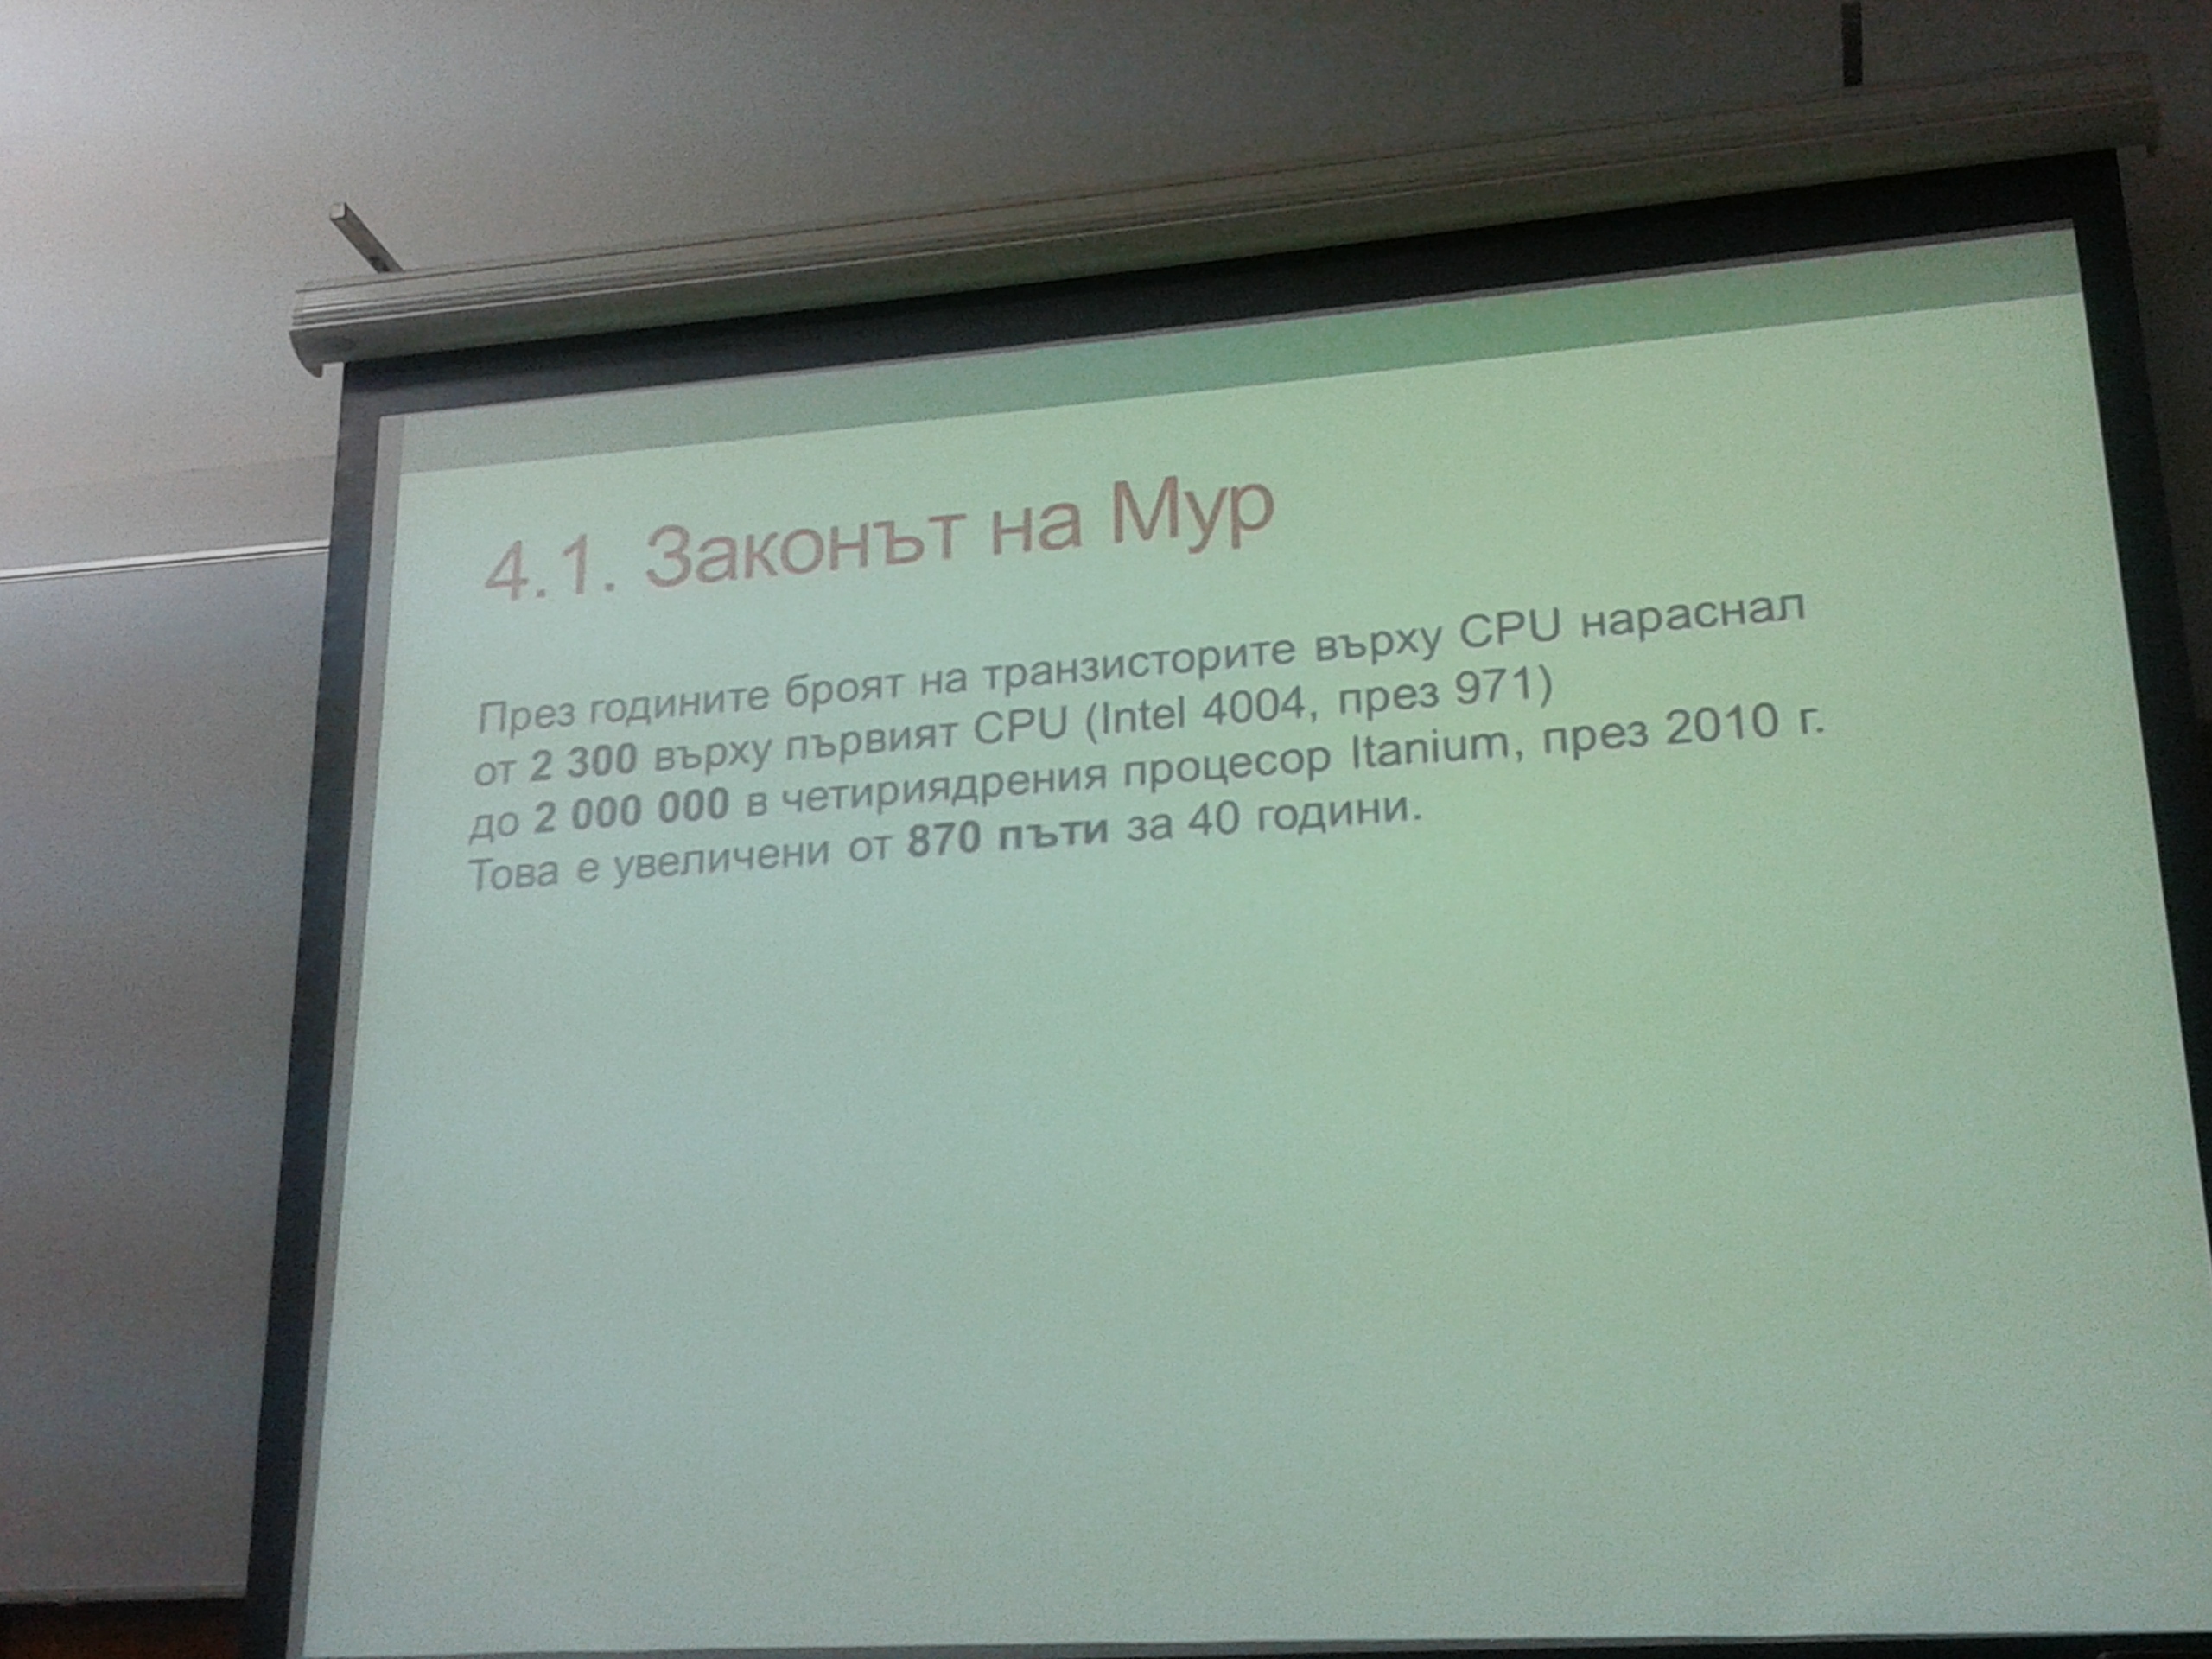 4.1. Законът на Мур
През годините броят на транзисторите върху CPU нараснал
от 2 300 върху първият CPU (Intel 4004, през 971)
до 2 000 000 в четириядрения процесор Itanium, през 2010 г.
Това е увеличени от 870 пъти за 40 години.